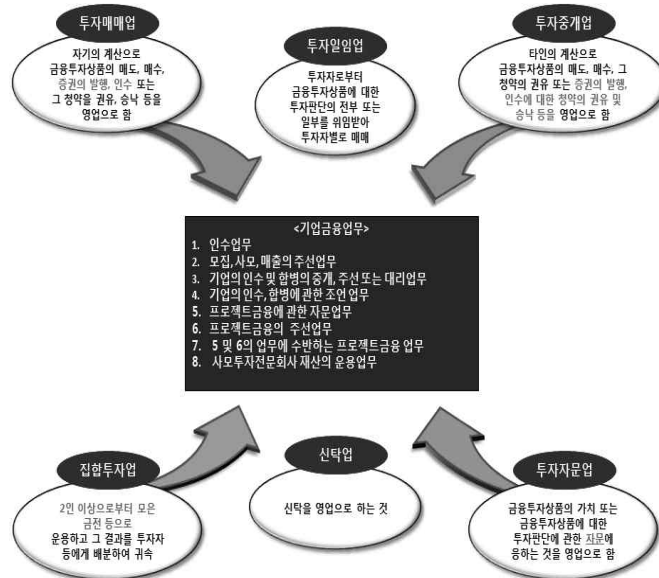 투자매매업
자기의 계산으로
금융투자상품의 매도, 매수,
증권의 발행, 인수 또는
그 청약을 권유, 승낙 등을
영업으로 함
투자일임업
투자자로부터
금융투자상품에 대한
투자판단의 전부 또는
일부를 위임받아
투자자별로 매매
투자중개업
타인의 계산으로
금융투자상품의 매도, 매수, 그
청약의 권유 또는 증권의 발행,
인수에 대한 청약의 권유 및
승낙 등을 영업으로 함
<기업금융업무>
1. 인수업무
2. 모집,사모,매출의 주선업무
3. 기업의 인수 및 합병의 중개, 주선 또는 대리업무
4. 기업의 인수, 합병에 관한 조언 업무
5. 프로젝트금융에 관한 자문업무
6. 프로젝트금융의 주선업무
7. 5 및 6의 업무에 수반하는 프로젝트금융 업무
8. 사모투자전문회사 재산의 운용업무
집합투자업
2인 이상으로부터 모은
금전 등으로
운용하고 그 결과를 투자자
등에게 배분하여 귀속
신탁업
신탁을 영업으로 하는 것
투자자문업
금융투자상품의 가치 또는
금융투자상품에 대한
투자판단에 관한 자문에
응하는 것을 영업으로 함